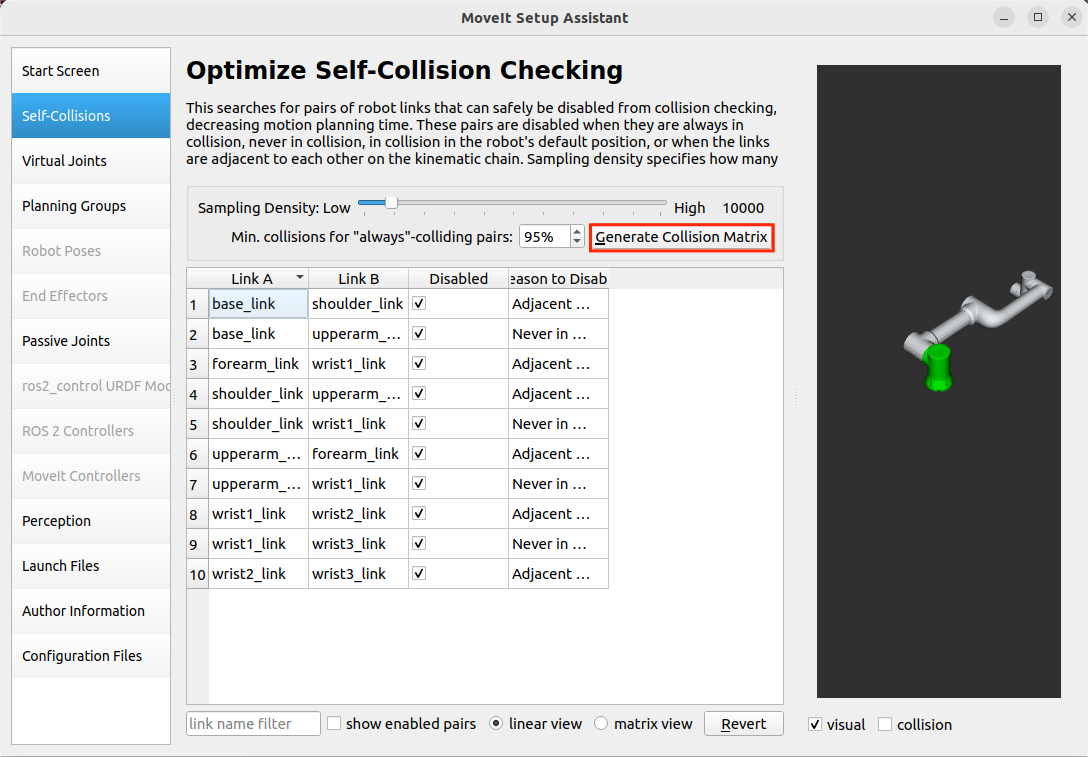 MoveIt Setup Assistant
Start Screen
Self-Collisions
Virtual Joints
Planning Groups
Robot Poses
End Effectors
Passive Joints
ros2_control URDF Mod
ROS 2 Controllers
MoveIt Controllers
Perception
Launch Files
Author Information
Configuration Files
Optimize Self-Collision Checking
This searches for pairs of robot links that can safely be disabled from collision checking,
decreasing motion planning time. These pairs are disabled when they are always in
collision, never in collision, in collision in the robot's default position, or when the links
are adjacent to each other on the kinematic chain. Sampling density specifies how many
Sampling Density: Low High 10000
Min. collisions for "always"-colliding pairs: 95% Generate Collision Matrix
Link A Link B Disabled eason to Disab
1 base_link shoulder_link Adjacent ...
2 base_link upperarm_... Never in ...
3 forearm_link wrist1_link Adjacent ...
4 shoulder_link upperarm_... Adjacent ...
5 shoulder_link wrist1_link Never in ...
6 upperarm_... forearm_link Adjacent ...
7 upperarm_... wrist1_link Never in ...
8 wrist1_link wrist2_link Adjacent ...
9 wrist1_link wrist3_link Never in ...
10 wrist2_link wrist3_link Adjacent ...
link name filter show enabled pairs linear view matrix view Revert
visual collision